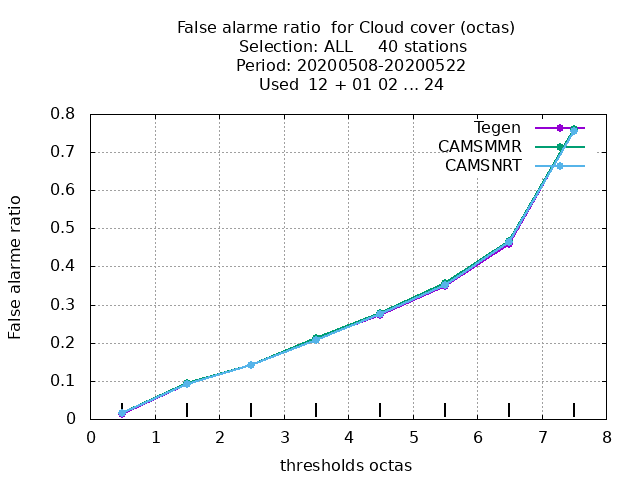 False alarme ratio  for Cloud cover (octas)
Selection: ALL     40 stations
Period: 20200508-20200522
Used  12 + 01 02 ... 24
Tegen
CAMSMMR
CAMSNRT
False alarme ratio
0.8
0.7
0.6
0.5
0.4
0.3
0.2
0.1
0
0 1 2 3 4 5 6 7 8
thresholds octas